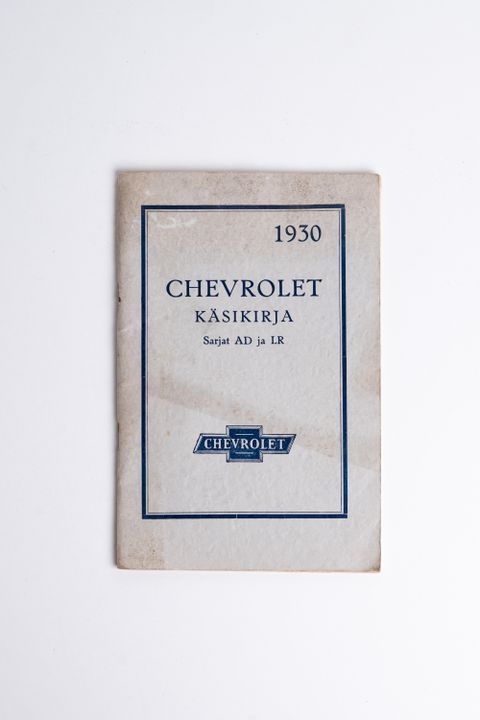 1930
CHEVROLET
KÄSIKIRJA
Sarjat AD ja LR
CHEVROLET